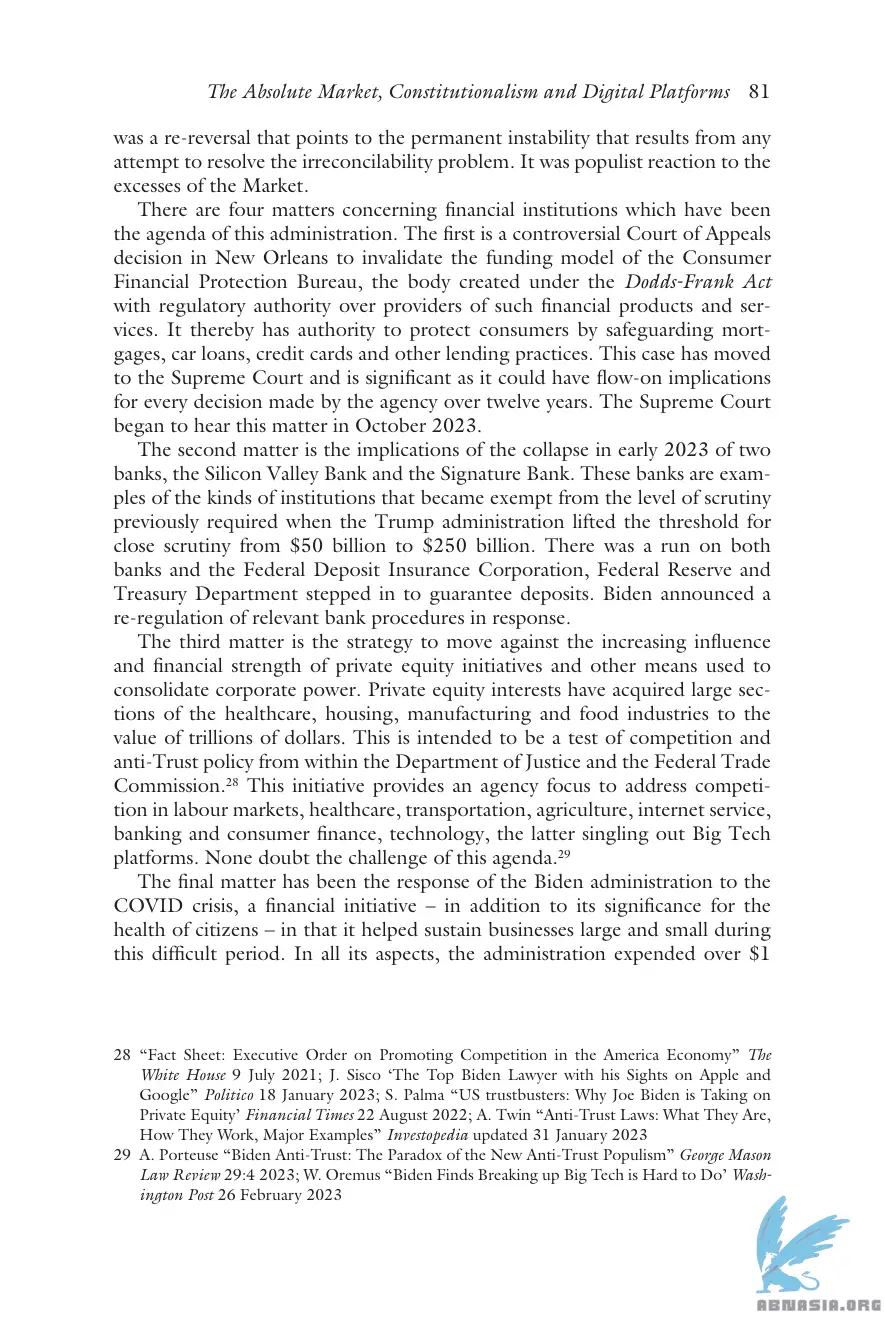 The Absolute Market, Constitutionalism and Digital Platforms 81
was a re-reversal that points to the permanent instability that results from any
attempt to resolve the irreconcilability problem. It was populist reaction to the
excesses of the Market.
There are four matters concerning financial institutions which have been
the agenda of this administration. The first is a controversial Court of Appeals
decision in New Orleans to invalidate the funding model of the Consumer
Financial Protection Bureau, the body created under the Dodds-Frank Act
with regulatory authority over providers of such financial products and ser-
vices. It thereby has authority to protect consumers by safeguarding mort-
gages, car loans, credit cards and other lending practices. This case has moved
to the Supreme Court and is significant as it could have flow-on implications
for every decision made by the agency over twelve years. The Supreme Court
began to hear this matter in October 2023.
The second matter is the implications of the collapse in early 2023 of two
banks, the Silicon Valley Bank and the Signature Bank. These banks are exam-
ples of the kinds of institutions that became exempt from the level of scrutiny
previously required when the Trump administration lifted the threshold for
close scrutiny from $50 billion to $250 billion. There was a run on both
banks and the Federal Deposit Insurance Corporation, Federal Reserve and
Treasury Department stepped in to guarantee deposits. Biden announced a
re-regulation of relevant bank procedures in response.
The third matter is the strategy to move against the increasing influence
and financial strength of private equity initiatives and other means used to
consolidate corporate power. Private equity interests have acquired large sec-
tions of the healthcare, housing, manufacturing and food industries to the
value of trillions of dollars. This is intended to be a test of competition and
anti-Trust policy from within the Department of Justice and the Federal Trade
Commission.28 This initiative provides an agency focus to address competi-
tion in labour markets, healthcare, transportation, agriculture, internet service,
banking and consumer finance, technology, the latter singling out Big Tech
platforms. None doubt the challenge of this agenda.29
The final matter has been the response of the Biden administration to the
COVID crisis, a financial initiative – in addition to its significance for the
health of citizens – in that it helped sustain businesses large and small during
this difficult period. In all its aspects, the administration expended over $1
28 “Fact Sheet: Executive Order on Promoting Competition in the America Economy” The
White House 9 July 2021; J. Sisco ‘The Top Biden Lawyer with his Sights on Apple and
Google” Politico 18 January 2023; S. Palma “US trustbusters: Why Joe Biden is Taking on
Private Equity’ Financial Times 22 August 2022; A. Twin “Anti-Trust Laws: What They Are,
How They Work, Major Examples” Investopedia updated 31 January 2023
29 A. Porteuse “Biden Anti-Trust: The Paradox of the New Anti-Trust Populism” George Mason
Law Review 29:4 2023; W. Oremus “Biden Finds Breaking up Big Tech is Hard to Do’ Wash-
ington Post 26 February 2023
ABNASIA.ORG